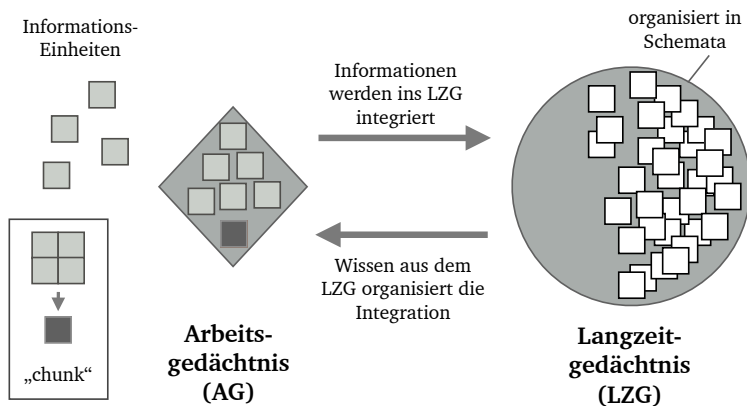 Informations-
Einheiten
organisiert in
Schemata
Informationen
werden ins LZG
integriert
Wissen aus dem
LZG organisiert die
Integration
„chunk“
Arbeits-
gedächtnis
(AG)
Langzeit-
gedächtnis
(LZG)